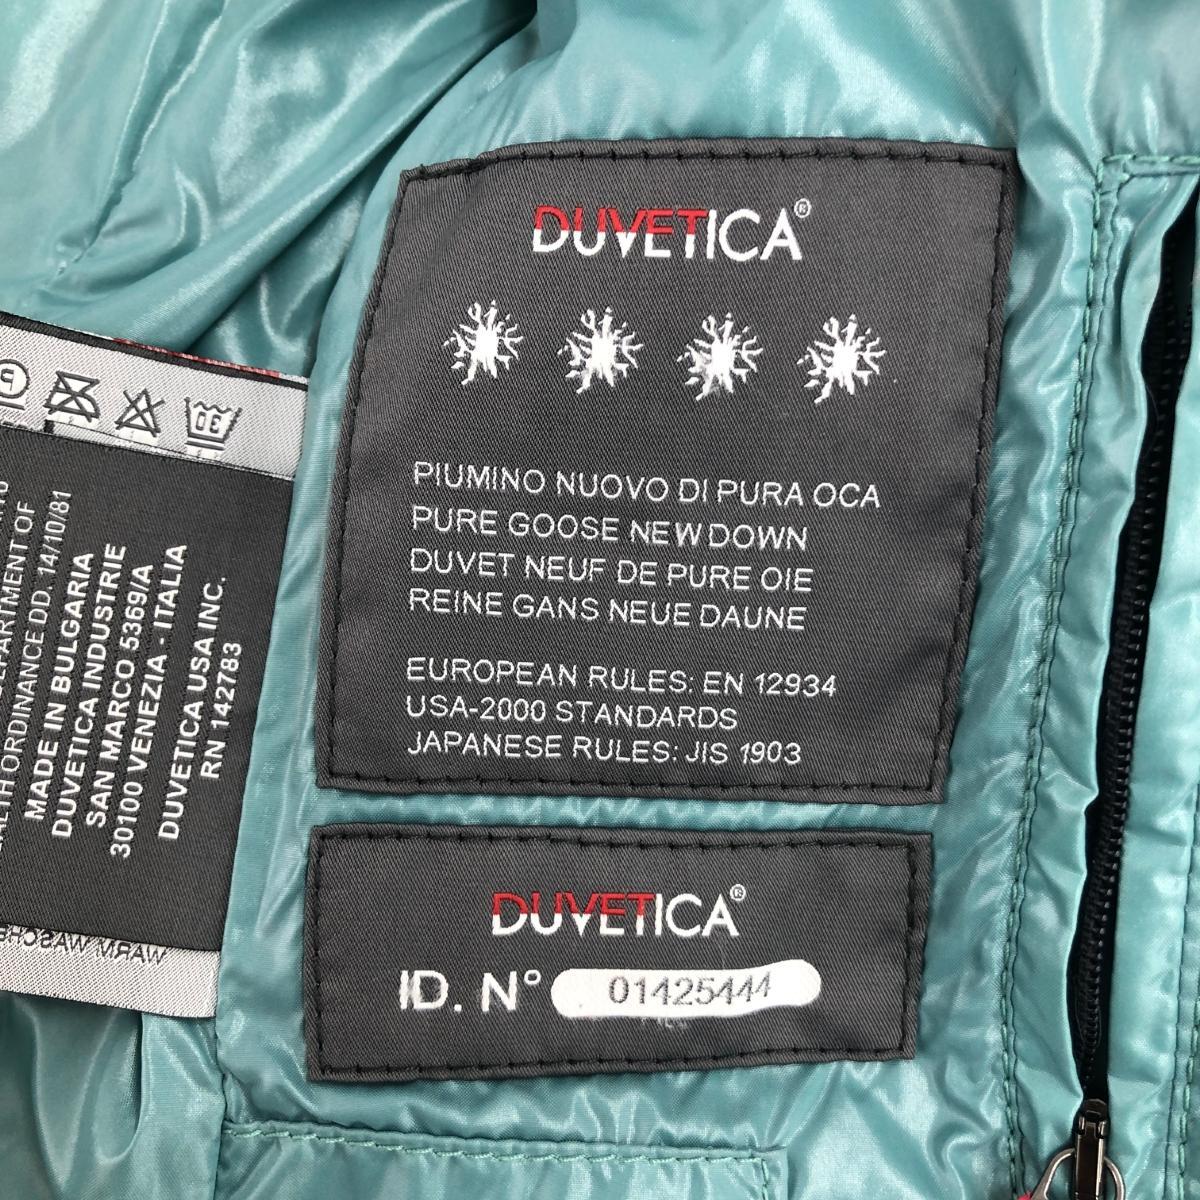 DUVETICA®
PIUMINO NUOVO DI PURA OCA
PURE GOOSE NEW DOWN
DUVET NEUF DE PURE OIE
REINE GANS NEUE DAUNE
EUROPEAN RULES: EN 12934
USA-2000 STANDARDS
JAPANESE RULES: JIS 1903
DUVETICA®
ID. N° 01425444
OF
ORDINANCE DD. 14/10/81
MADE IN BULGARIA
DUVETICA INDUSTRIE
SAN MARCO 5369/A
30100 VENEZIA - ITALIA
DUVETICA USA INC.
RN 142783
P
30
WARM